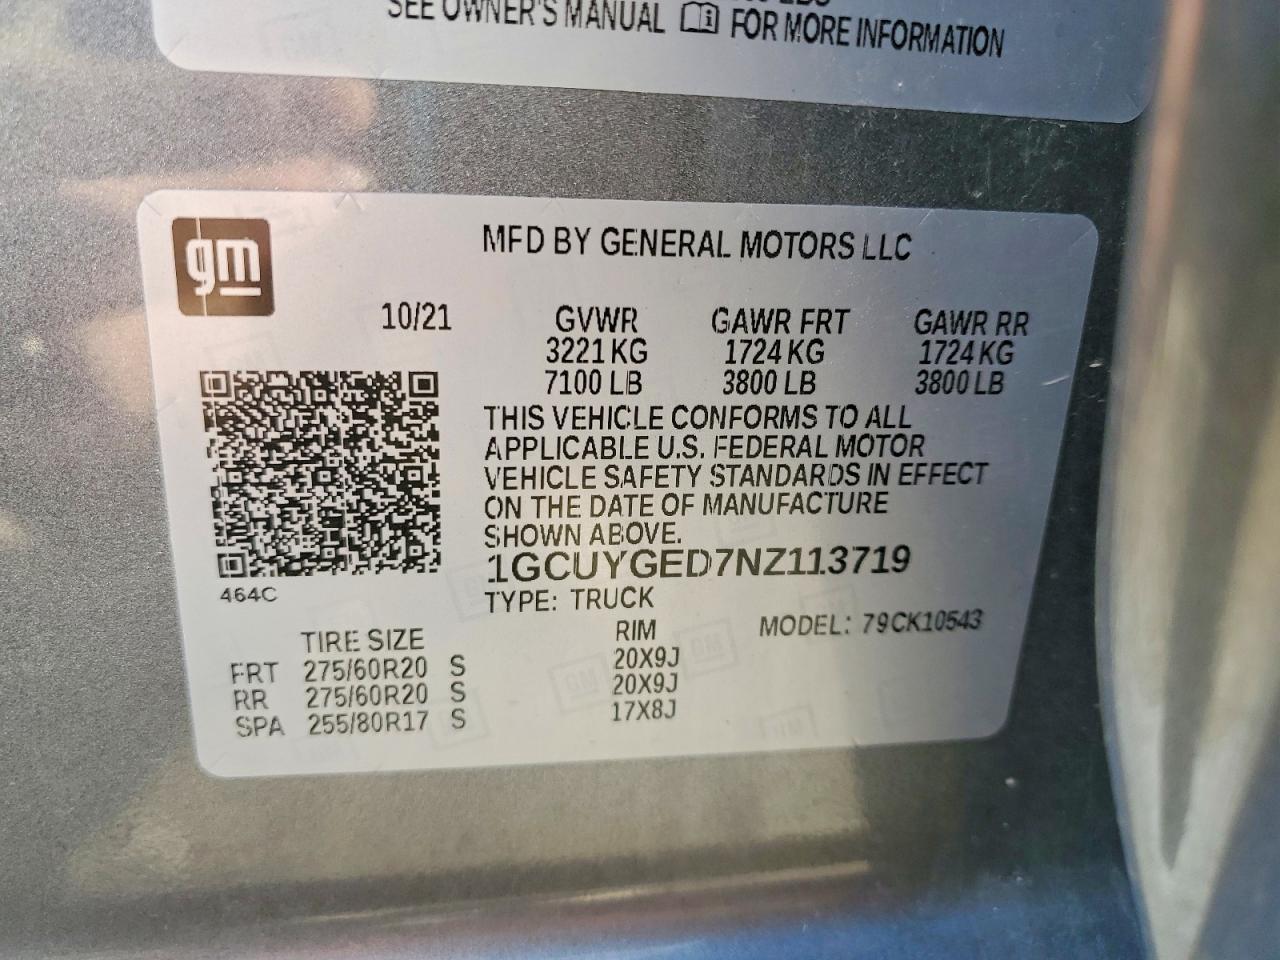 SEE OWNER'S MANUAL FOR MORE INFORMATION
gm
MFD BY GENERAL MOTORS LLC
10/21 GVWR GAWR FRT GAWR RR
3221 KG 1724 KG 1724 KG
7100 LB 3800 LB 3800 LB
THIS VEHICLE CONFORMS TO ALL
APPLICABLE U.S. FEDERAL MOTOR
VEHICLE SAFETY STANDARDS IN EFFECT
ON THE DATE OF MANUFACTURE
SHOWN ABOVE.
1GCUYGED7NZ113719
464C
TYPE: TRUCK
TIRE SIZE RIM MODEL: 79CK10543
FRT 275/60R20 S 20X9J
RR 275/60R20 S 20X9J
SPA 255/80R17 S 17X8J